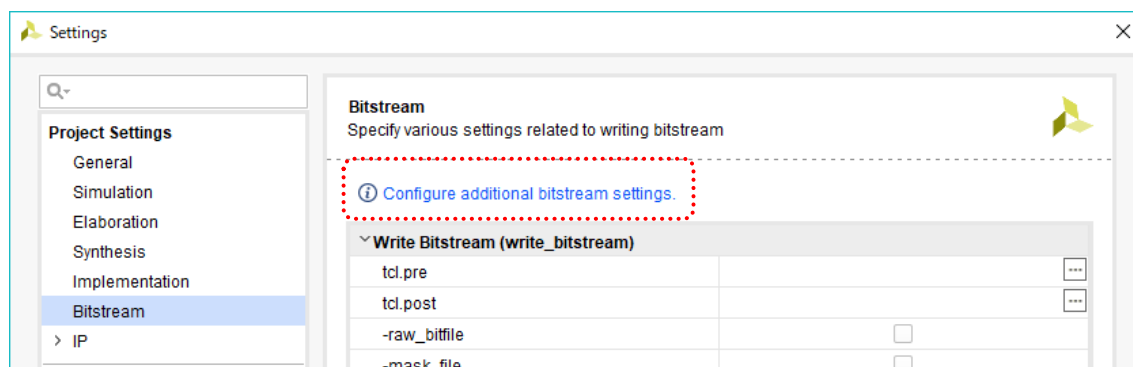 Settings
Project Settings
General
Simulation
Elaboration
Synthesis
Implementation
Bitstream
IP
Bitstream
Specify various settings related to writing bitstream
Configure additional bitstream settings.
Write Bitstream (write_bitstream)
tcl.pre
tcl.post
-raw_bitfile
-mask_file